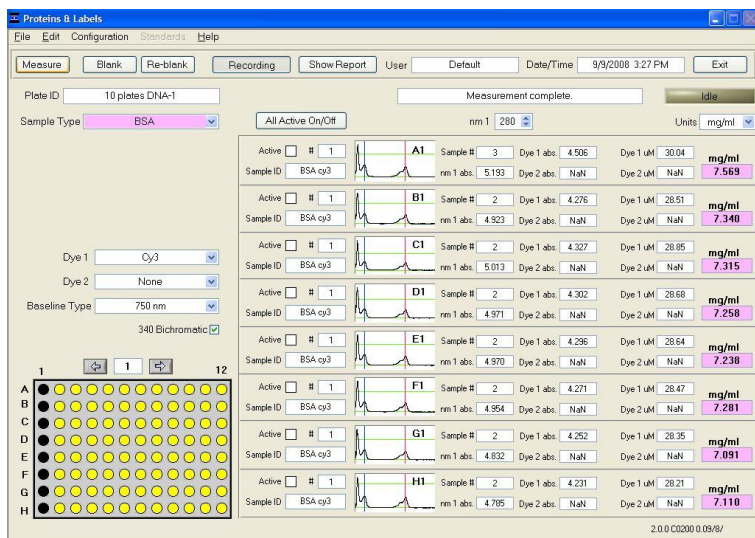 Proteins & Labels
File Edit Configuration Standards Help
Measure Blank Re-blank Recording Show Report User Default Date/Time 9/9/2008 3:27 PM Exit
Plate ID 10 plates DNA-1 Measurement complete. Idle
Sample Type BSA All Active On/Off nm 1 280 Units mg/ml
Active # 1 A1 Sample # 3 Dye 1 abs. 4.506 Dye 1 uM 30.04 mg/ml
Sample ID BSA cy3 nm 1 abs. 5.193 Dye 2 abs. NaN Dye 2 uM NaN 7.569
Active # 1 B1 Sample # 2 Dye 1 abs. 4.276 Dye 1 uM 28.51 mg/ml
Sample ID BSA cy3 nm 1 abs. 4.923 Dye 2 abs. NaN Dye 2 uM NaN 7.340
Active # 1 C1 Sample # 2 Dye 1 abs. 4.327 Dye 1 uM 28.85 mg/ml
Sample ID BSA cy3 nm 1 abs. 5.013 Dye 2 abs. NaN Dye 2 uM NaN 7.315
Active # 1 D1 Sample # 2 Dye 1 abs. 4.302 Dye 1 uM 28.68 mg/ml
Sample ID BSA cy3 nm 1 abs. 4.971 Dye 2 abs. NaN Dye 2 uM NaN 7.258
Active # 1 E1 Sample # 2 Dye 1 abs. 4.296 Dye 1 uM 28.64 mg/ml
Sample ID BSA cy3 nm 1 abs. 4.970 Dye 2 abs. NaN Dye 2 uM NaN 7.238
Active # 1 F1 Sample # 2 Dye 1 abs. 4.271 Dye 1 uM 28.47 mg/ml
Sample ID BSA cy3 nm 1 abs. 4.954 Dye 2 abs. NaN Dye 2 uM NaN 7.281
Active # 1 G1 Sample # 2 Dye 1 abs. 4.252 Dye 1 uM 28.35 mg/ml
Sample ID BSA cy3 nm 1 abs. 4.832 Dye 2 abs. NaN Dye 2 uM NaN 7.091
Active # 1 H1 Sample # 2 Dye 1 abs. 4.231 Dye 1 uM 28.21 mg/ml
Sample ID BSA cy3 nm 1 abs. 4.785 Dye 2 abs. NaN Dye 2 uM NaN 7.110
Dye 1 Cy3
Dye 2 None
Baseline Type 750 nm
340 Bichromatic
1 1 12
A
B
C
D
E
F
G
H
2.0.0 C0200 0.09/8/